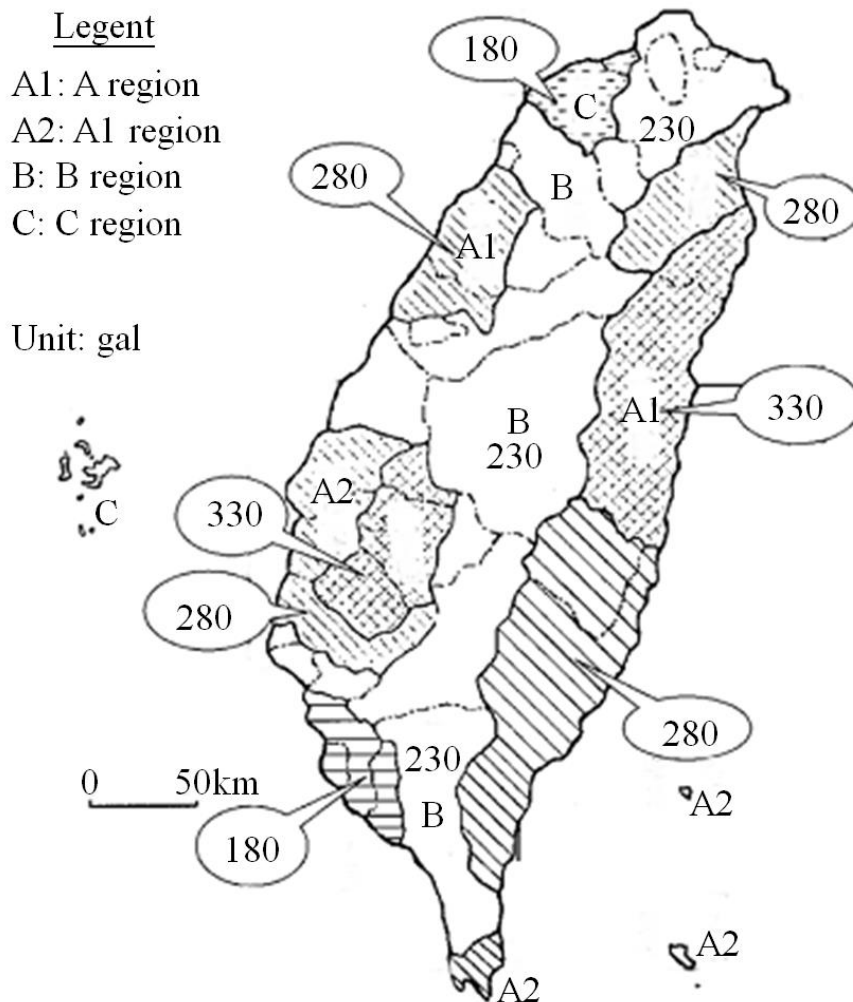 Legent
A1: A region
A2: A1 region
B: B region
C: C region
Unit: gal
180
C
230
280
B
280
A1
A1
330
B
230
A2
C
330
280
280
230
0 50km
B
A2
180
A2
A2